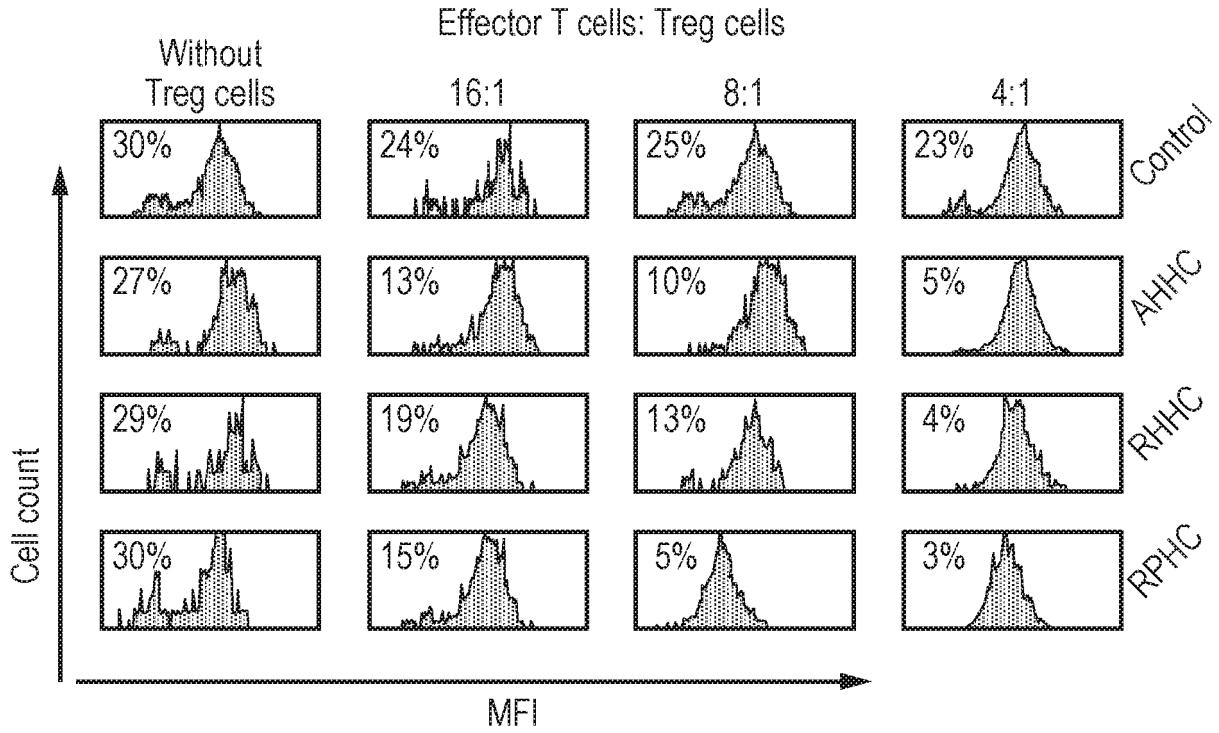 Effector T cells: Treg cells
Without
Treg cells
16:1
8:1
4:1
30%
24%
25%
23%
Control
27%
13%
10%
5%
AHHC
29%
19%
13%
4%
RHHC
30%
15%
5%
3%
RPHC
Cell count
MFI